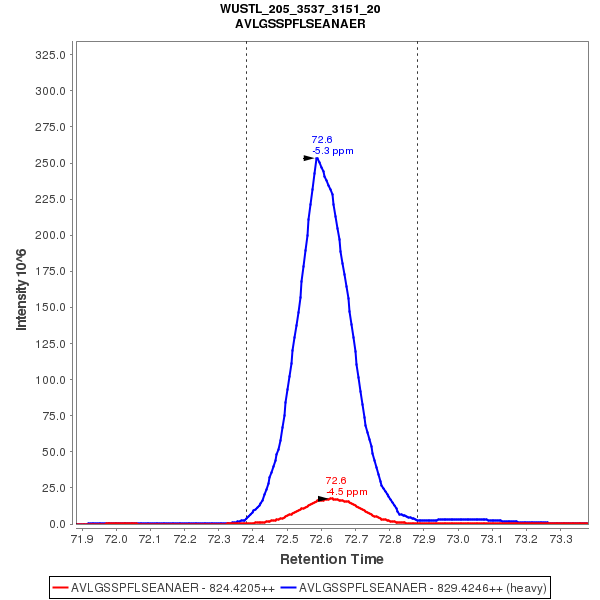 WUSTL_205_3537_3151_20
AVLGSSPFLSEANAER
Intensity 10^6
325.0
300.0
275.0
250.0
225.0
200.0
175.0
150.0
125.0
100.0
75.0
50.0
25.0
0.0
72.6
-5.3 ppm
72.6
-4.5 ppm
71.9 72.0 72.1 72.2 72.3 72.4 72.5 72.6 72.7 72.8 72.9 73.0 73.1 73.2 73.3
Retention Time
AVLGSSPFLSEANAER - 824.4205++ AVLGSSPFLSEANAER - 829.4246++ (heavy)